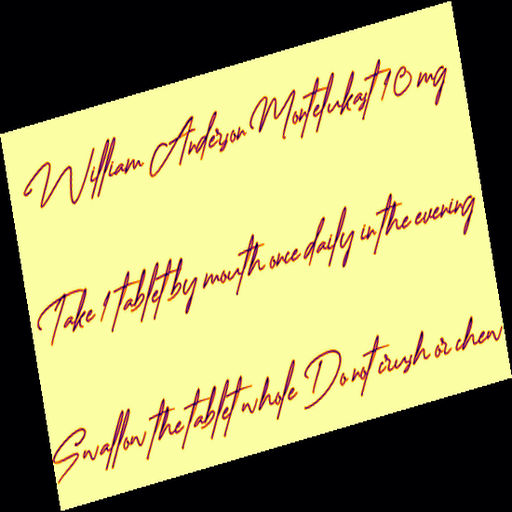 William Anderson Montelukast 10 mg
Take 1 tablet by mouth once daily in the evening
Swallow the tablet whole Do not crush or chew